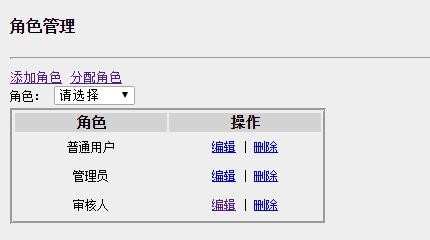 角色管理
添加角色 分配角色
角色： 请选择
角色 操作
普通用户 编辑 | 删除
管理员 编辑 | 删除
审核人 编辑 | 删除